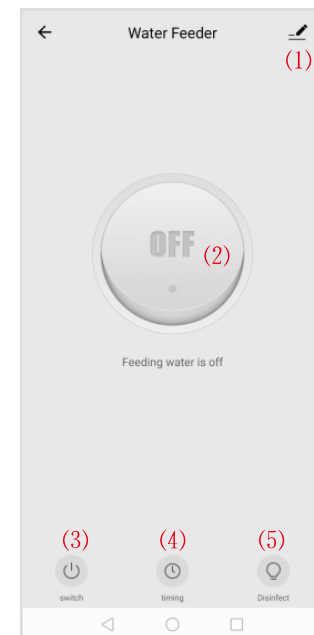 Water Feeder
(1)
OFF
(2)
Feeding water is off
(3) (4) (5)
switch timing Disinfect